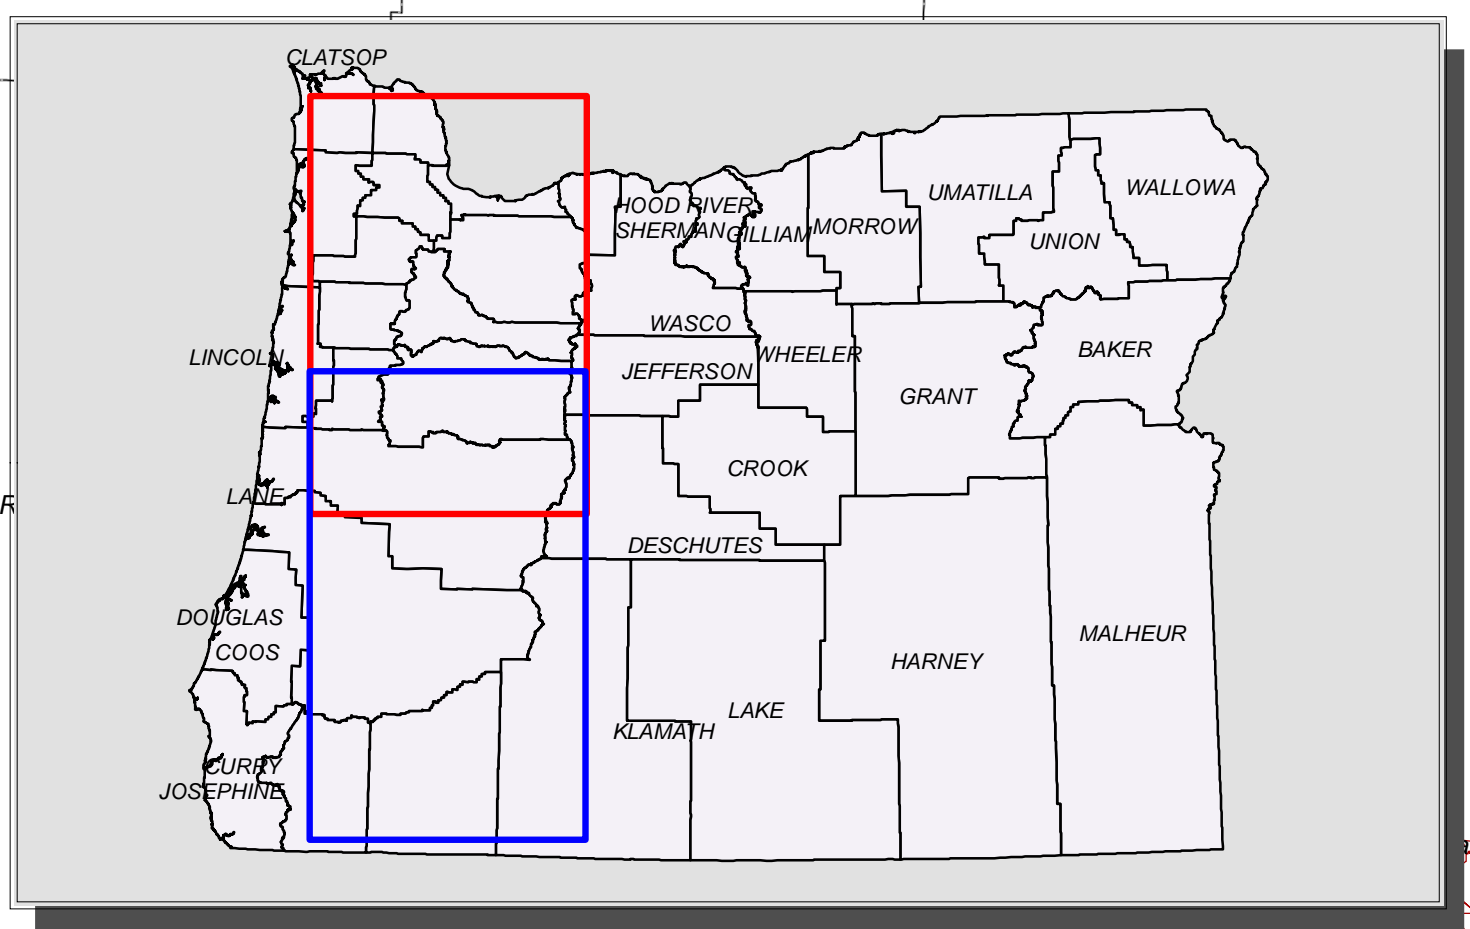 CLATSOP
UMATILLA
WALLOWA
HOOD RIVER
SHERMAN
GILLIAM
MORROW
UNION
WASCO
LINCOLN
WHEELER
BAKER
JEFFERSON
GRANT
CROOK
LANE
R
DESCHUTES
DOUGLAS
MALHEUR
COOS
HARNEY
LAKE
KLAMATH
CURRY
JOSEPHINE